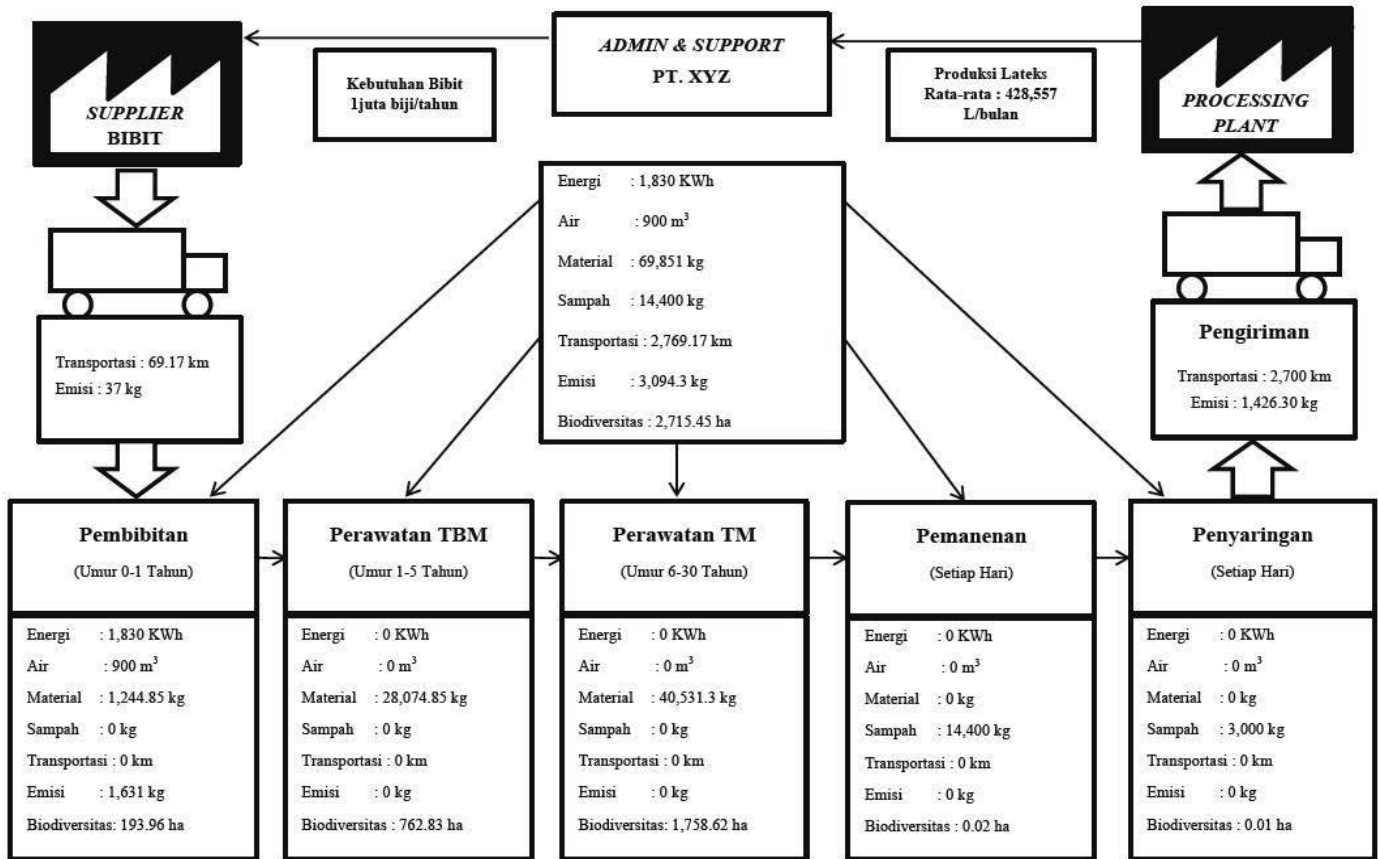 SUPPLIER
BIBIT
Kebutuhan Bibit
1juta biji/tahun
ADMIN & SUPPORT
PT. XYZ
Produksi Lateks
Rata-rata : 428,557
L/bulan
PROCESSING
PLANT
Transportasi : 69.17 km
Emisi : 37 kg
Energi : 1,830 KWh
Air : 900 m³
Material : 69,851 kg
Sampah : 14,400 kg
Transportasi : 2,769.17 km
Emisi : 3,094.3 kg
Biodiversitas : 2,715.45 ha
Pengiriman
Transportasi : 2,700 km
Emisi : 1,426.30 kg
Pembibitan
(Umur 0-1 Tahun)
Energi : 1,830 KWh
Air : 900 m³
Material : 1,244.85 kg
Sampah : 0 kg
Transportasi : 0 km
Emisi : 1,631 kg
Biodiversitas: 193.96 ha
Perawatan TBM
(Umur 1-5 Tahun)
Energi : 0 KWh
Air : 0 m³
Material : 28,074.85 kg
Sampah : 0 kg
Transportasi : 0 km
Emisi : 0 kg
Biodiversitas : 762.83 ha
Perawatan TM
(Umur 6-30 Tahun)
Energi : 0 KWh
Air : 0 m³
Material : 40,531.3 kg
Sampah : 0 kg
Transportasi : 0 km
Emisi : 0 kg
Biodiversitas: 1,758.62 ha
Pemanenan
(Setiap Hari)
Energi : 0 KWh
Air : 0 m³
Material : 0 kg
Sampah : 14,400 kg
Transportasi : 0 km
Emisi : 0 kg
Biodiversitas : 0.02 ha
Penyaringan
(Setiap Hari)
Energi : 0 KWh
Air : 0 m³
Material : 0 kg
Sampah : 3,000 kg
Transportasi : 0 km
Emisi : 0 kg
Biodiversitas : 0.01 ha